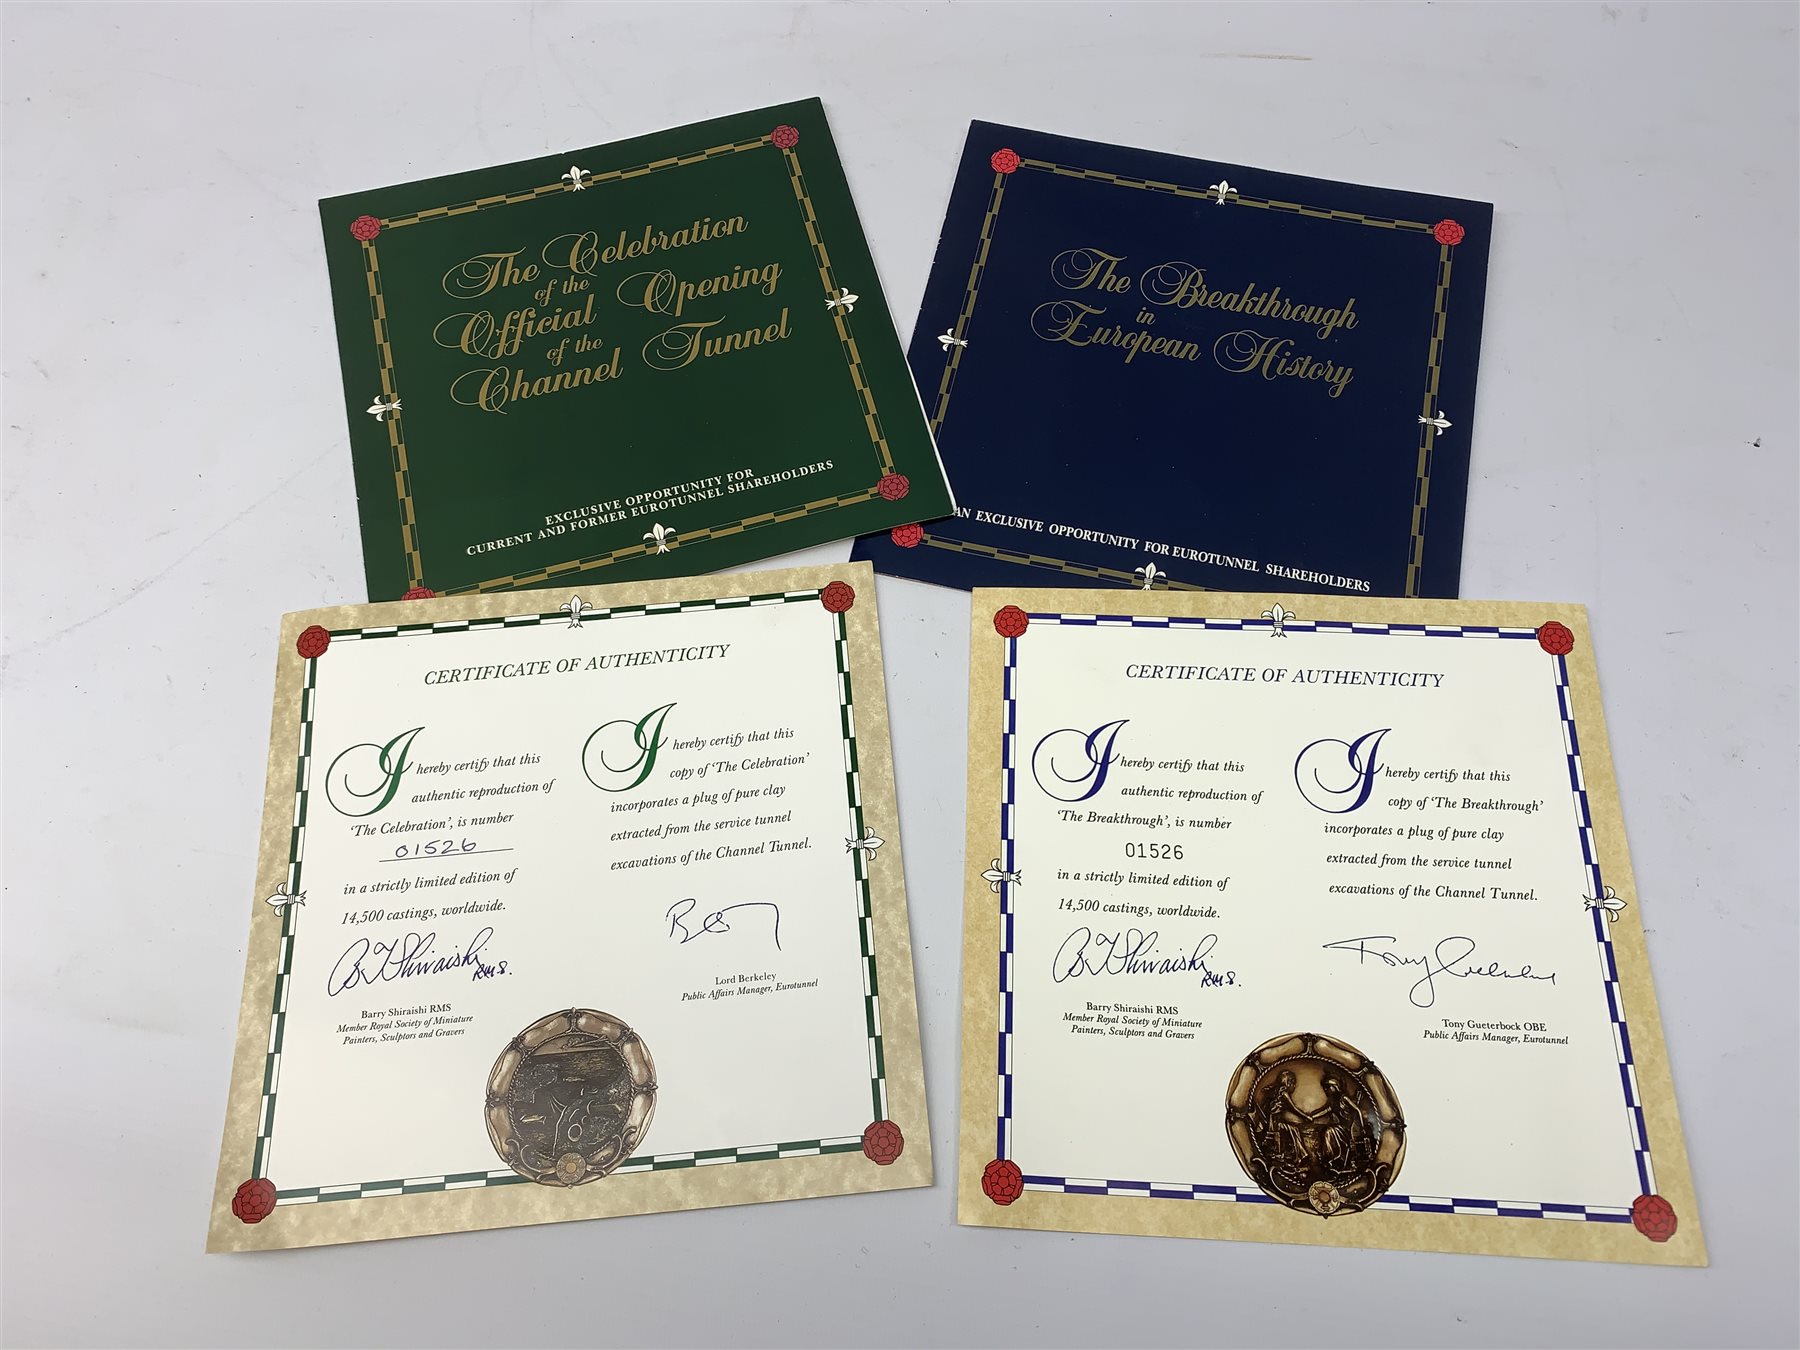 The Celebration
of the
Official Opening
of the
Channel Tunnel
EXCLUSIVE OPPORTUNITY FOR
CURRENT AND FORMER EUROTUNNEL SHAREHOLDERS
The Breakthrough
in
European History
AN EXCLUSIVE OPPORTUNITY FOR EUROTUNNEL SHAREHOLDERS
CERTIFICATE OF AUTHENTICITY
I hereby certify that this
authentic reproduction of
'The Celebration', is number
01526
in a strictly limited edition of
14,500 castings, worldwide.
B Shiraishi RMS.
Barry Shiraishi RMS
Member Royal Society of Miniature
Painters, Sculptors and Gravers
I hereby certify that this
copy of 'The Celebration'
incorporates a plug of pure clay
extracted from the service tunnel
excavations of the Channel Tunnel.
Lord Berkeley
Public Affairs Manager, Eurotunnel
CERTIFICATE OF AUTHENTICITY
I hereby certify that this
authentic reproduction of
'The Breakthrough', is number
01526
in a strictly limited edition of
14,500 castings, worldwide.
B Shiraishi RMS.
Barry Shiraishi RMS
Member Royal Society of Miniature
Painters, Sculptors and Gravers
I hereby certify that this
copy of 'The Breakthrough'
incorporates a plug of pure clay
extracted from the service tunnel
excavations of the Channel Tunnel.
Tony Gueterbock
Tony Gueterbock OBE
Public Affairs Manager, Eurotunnel